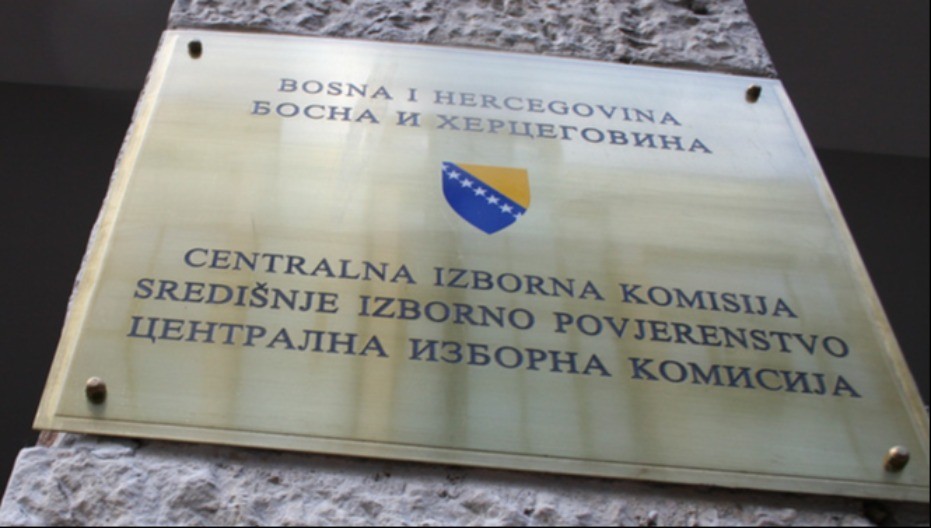 BOSNA I HERCEGOVINA
БОСНА И ХЕРЦЕГОВИНА
CENTRALNA IZBORNA KOMISIJA
SREDIŠNJE IZBORNO POVJERENSTVO
ЦЕНТРАЛНА ИЗБОРНА КОМИСИЈА